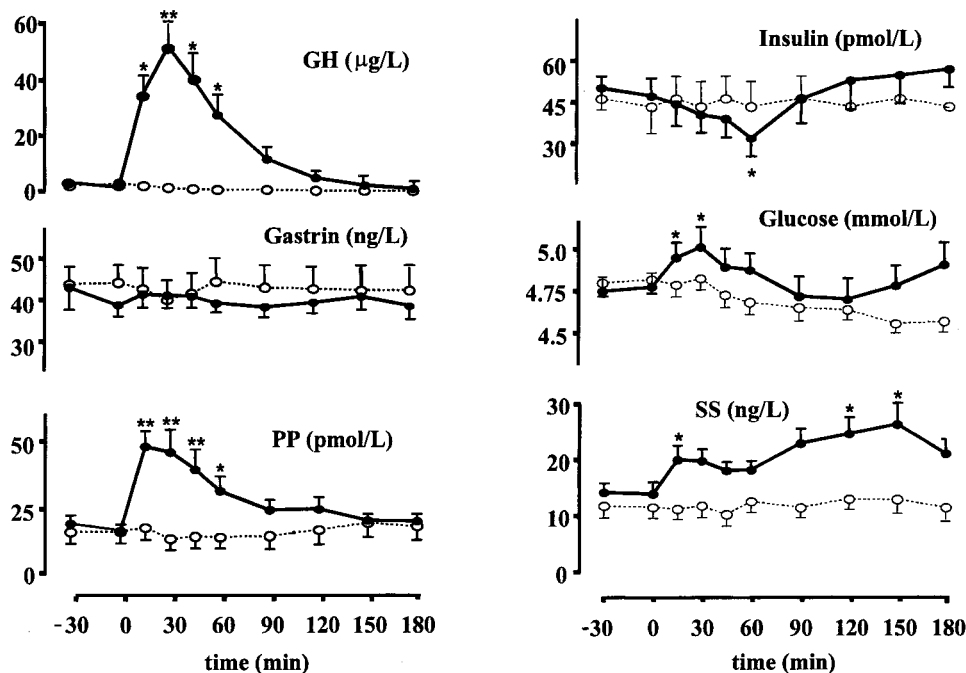 GH (μg/L)
60
40
20
0
** 
* * *
Gastrin (ng/L)
50
40
30
PP (pmol/L)
50
25
0
** ** **
*
-30 0 30 60 90 120 150 180
time (min)
Insulin (pmol/L)
60
45
30
*
Glucose (mmol/L)
5.0
4.75
4.5
* *
SS (ng/L)
30
20
10
0
* * *
-30 0 30 60 90 120 150 180
time (min)